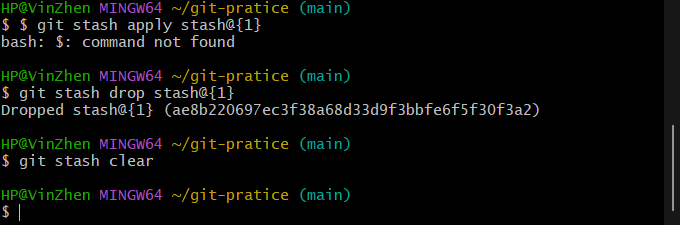 HP@VinZhen MINGW64 ~/git-pratice (main)
$ $ git stash apply stash@{1}
bash: $: command not found
HP@VinZhen MINGW64 ~/git-pratice (main)
$ git stash drop stash@{1}
Dropped stash@{1} (ae8b220697ec3f38a68d33d9f3bbfe6f5f30f3a2)
HP@VinZhen MINGW64 ~/git-pratice (main)
$ git stash clear
HP@VinZhen MINGW64 ~/git-pratice (main)
$